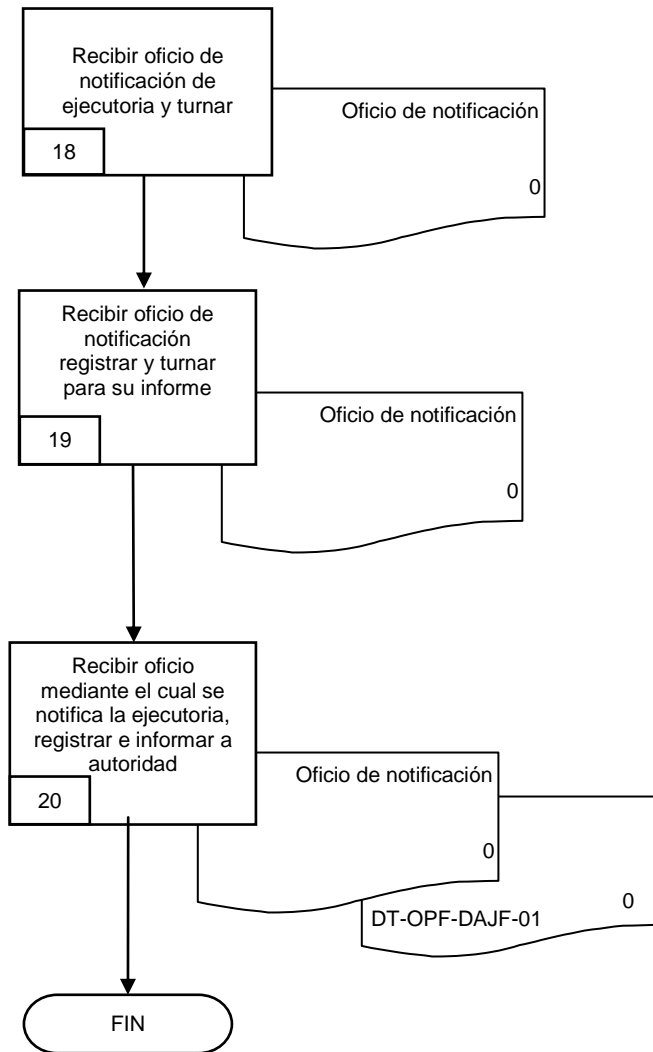 Recibir oficio de
notificación de
ejecutoria y turnar
18
Oficio de notificación
0
Recibir oficio de
notificación
registrar y turnar
para su informe
19
Oficio de notificación
0
Recibir oficio
mediante el cual se
notifica la ejecutoria,
registrar e informar a
autoridad
20
Oficio de notificación
0
DT-OPF-DAJF-01
0
FIN